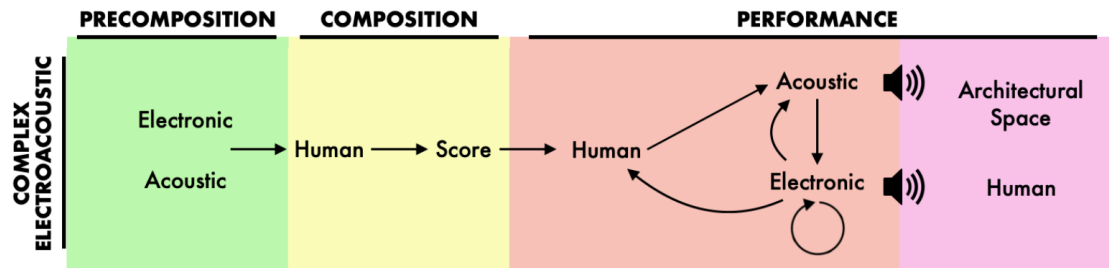 PRECOMPOSITION
COMPOSITION
PERFORMANCE
COMPLEX
ELECTROACOUSTIC
Electronic
Acoustic
Human
Score
Human
Acoustic
Electronic
Architectural
Space
Human